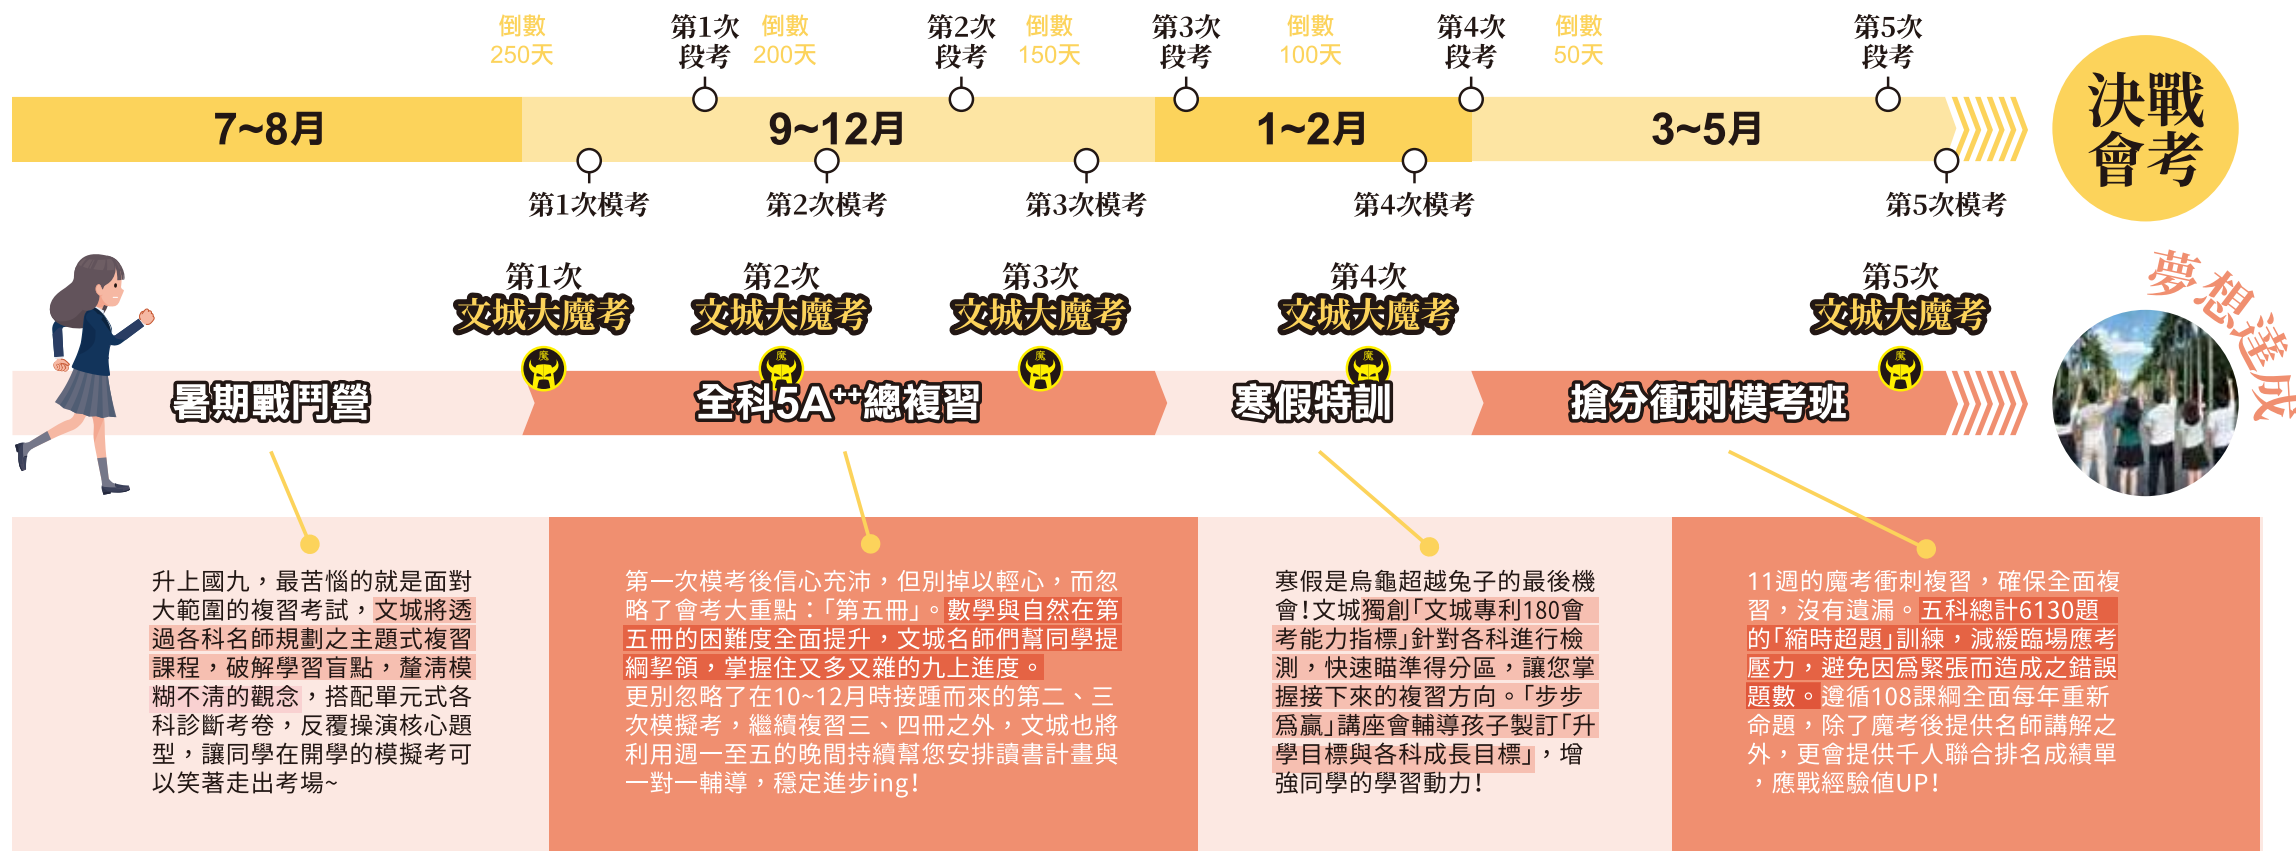 倒數
250天
第1次
段考
倒數
200天
第2次
段考
倒數
150天
第3次
段考
倒數
100天
第4次
段考
倒數
50天
第5次
段考
7~8月
9~12月
1~2月
3~5月
決戰
會考
第1次模考
第2次模考
第3次模考
第4次模考
第5次模考
第1次
文城大魔考
魔
第2次
文城大魔考
魔
第3次
文城大魔考
魔
第4次
文城大魔考
魔
第5次
文城大魔考
魔
夢想達成
暑期戰鬥營
全科5A++總複習
寒假特訓
搶分衝刺模考班
升上國九，最苦惱的就是面對
大範圍的複習考試，文城將透
過各科名師規劃之主題式複習
課程，破解學習盲點，釐清模
糊不清的觀念，搭配單元式各
科診斷考卷，反覆操演核心題
型，讓同學在開學的模擬考可
以笑著走出考場~
第一次模考後信心充沛，但別掉以輕心，而忽
略了會考大重點：「第五冊」。數學與自然在第
五冊的困難度全面提升，文城名師們幫同學提
綱挈領，掌握住又多又雜的九上進度。
更別忽略了在10~12月時接踵而來的第二、三
次模擬考，繼續複習三、四冊之外，文城也將
利用週一至五的晚間持續幫您安排讀書計畫與
一對一輔導，穩定進步ing！
寒假是烏龜超越兔子的最後機
會！文城獨創「文城專利180會
考能力指標」針對各科進行檢
測，快速瞄準得分區，讓您掌
握接下來的複習方向。「步步
為贏」講座會輔導孩子製訂「升
學目標與各科成長目標」，增
強同學的學習動力！
11週的魔考衝刺複習，確保全面複
習，沒有遺漏。五科總計6130題
的「縮時超題」訓練，減緩臨場應考
壓力，避免因為緊張而造成之錯誤
題數。遵循108課綱全面每年重新
命題，除了魔考後提供名師講解之
外，更會提供千人聯合排名成績單
，應戰經驗值UP！